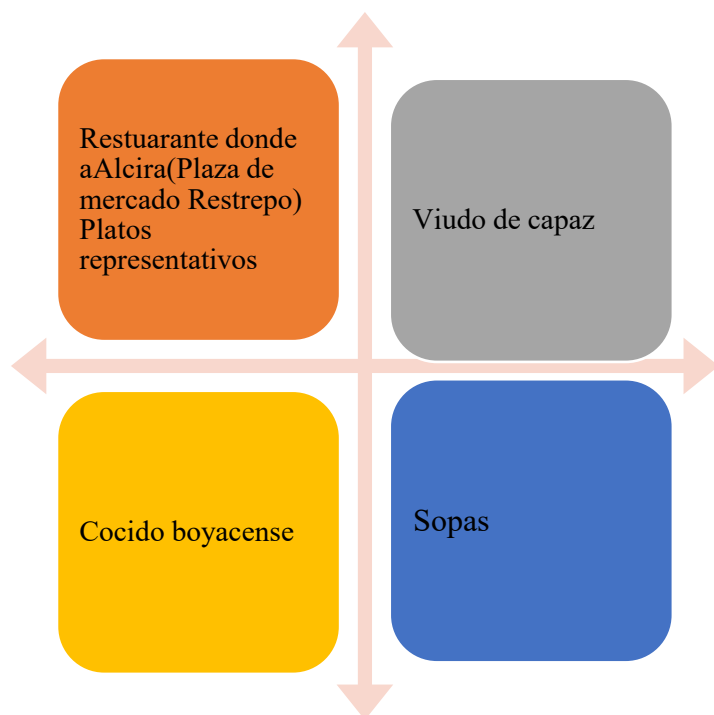 Restuarante donde
aAlcira(Plaza de
mercado Restrepo)
Platos
representativos
Viudo de capaz
Cocido boyacense
Sopas